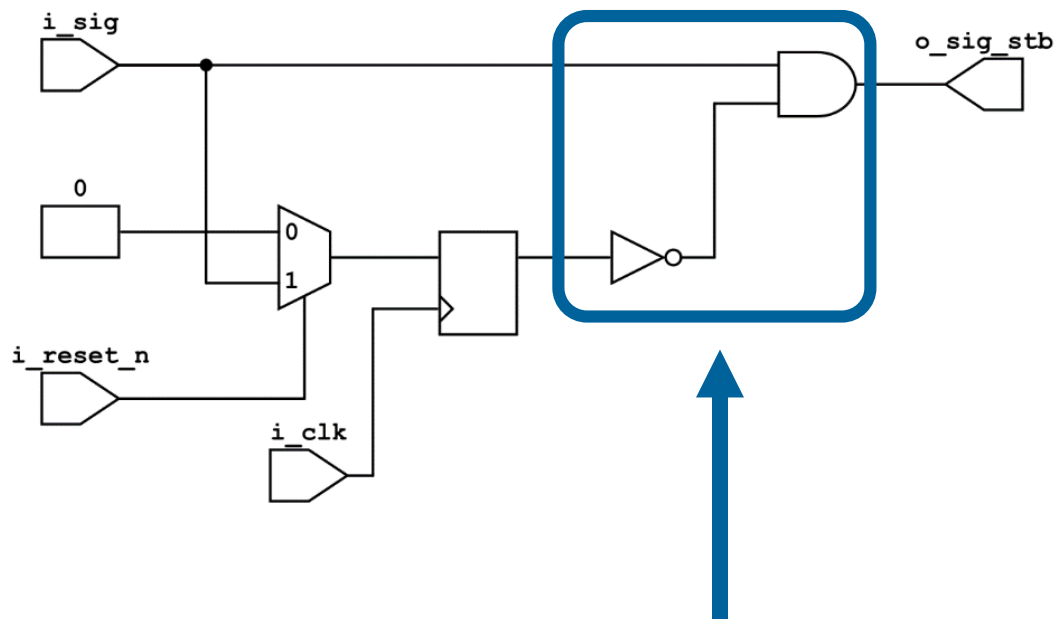 i_sig
o_sig_stb
0
0
1
i_reset_n
i_clk